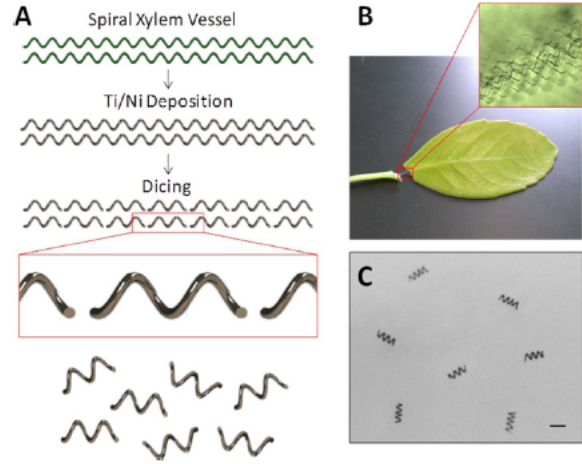 A
Spiral Xylem Vessel
Ti/Ni Deposition
Dicing
B
C